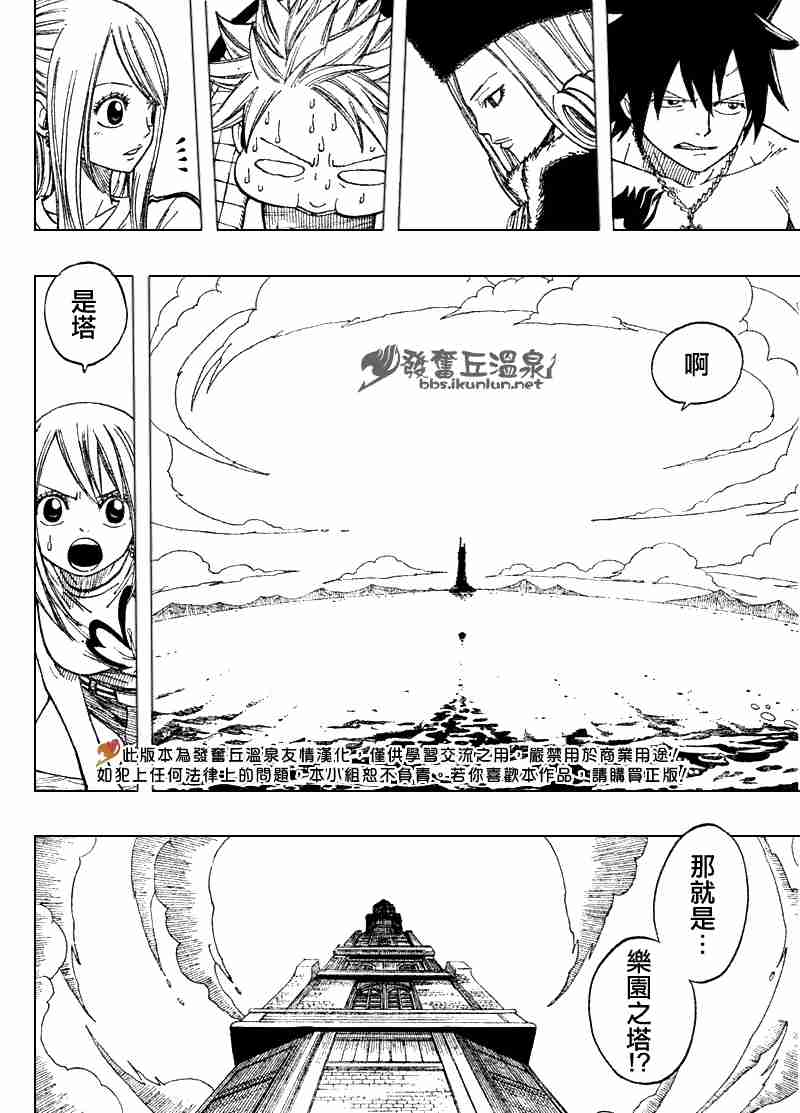 啊
是塔
發奮丘溫泉
bbs.ikunlun.net
此版本為發奮丘溫泉友情漢化，僅供學習交流之用，嚴禁用於商業用途！
如犯上任何法律上的問題，本小組恕不負責。若你喜歡本作品，請購買正版！
那就是…
樂園之塔!?